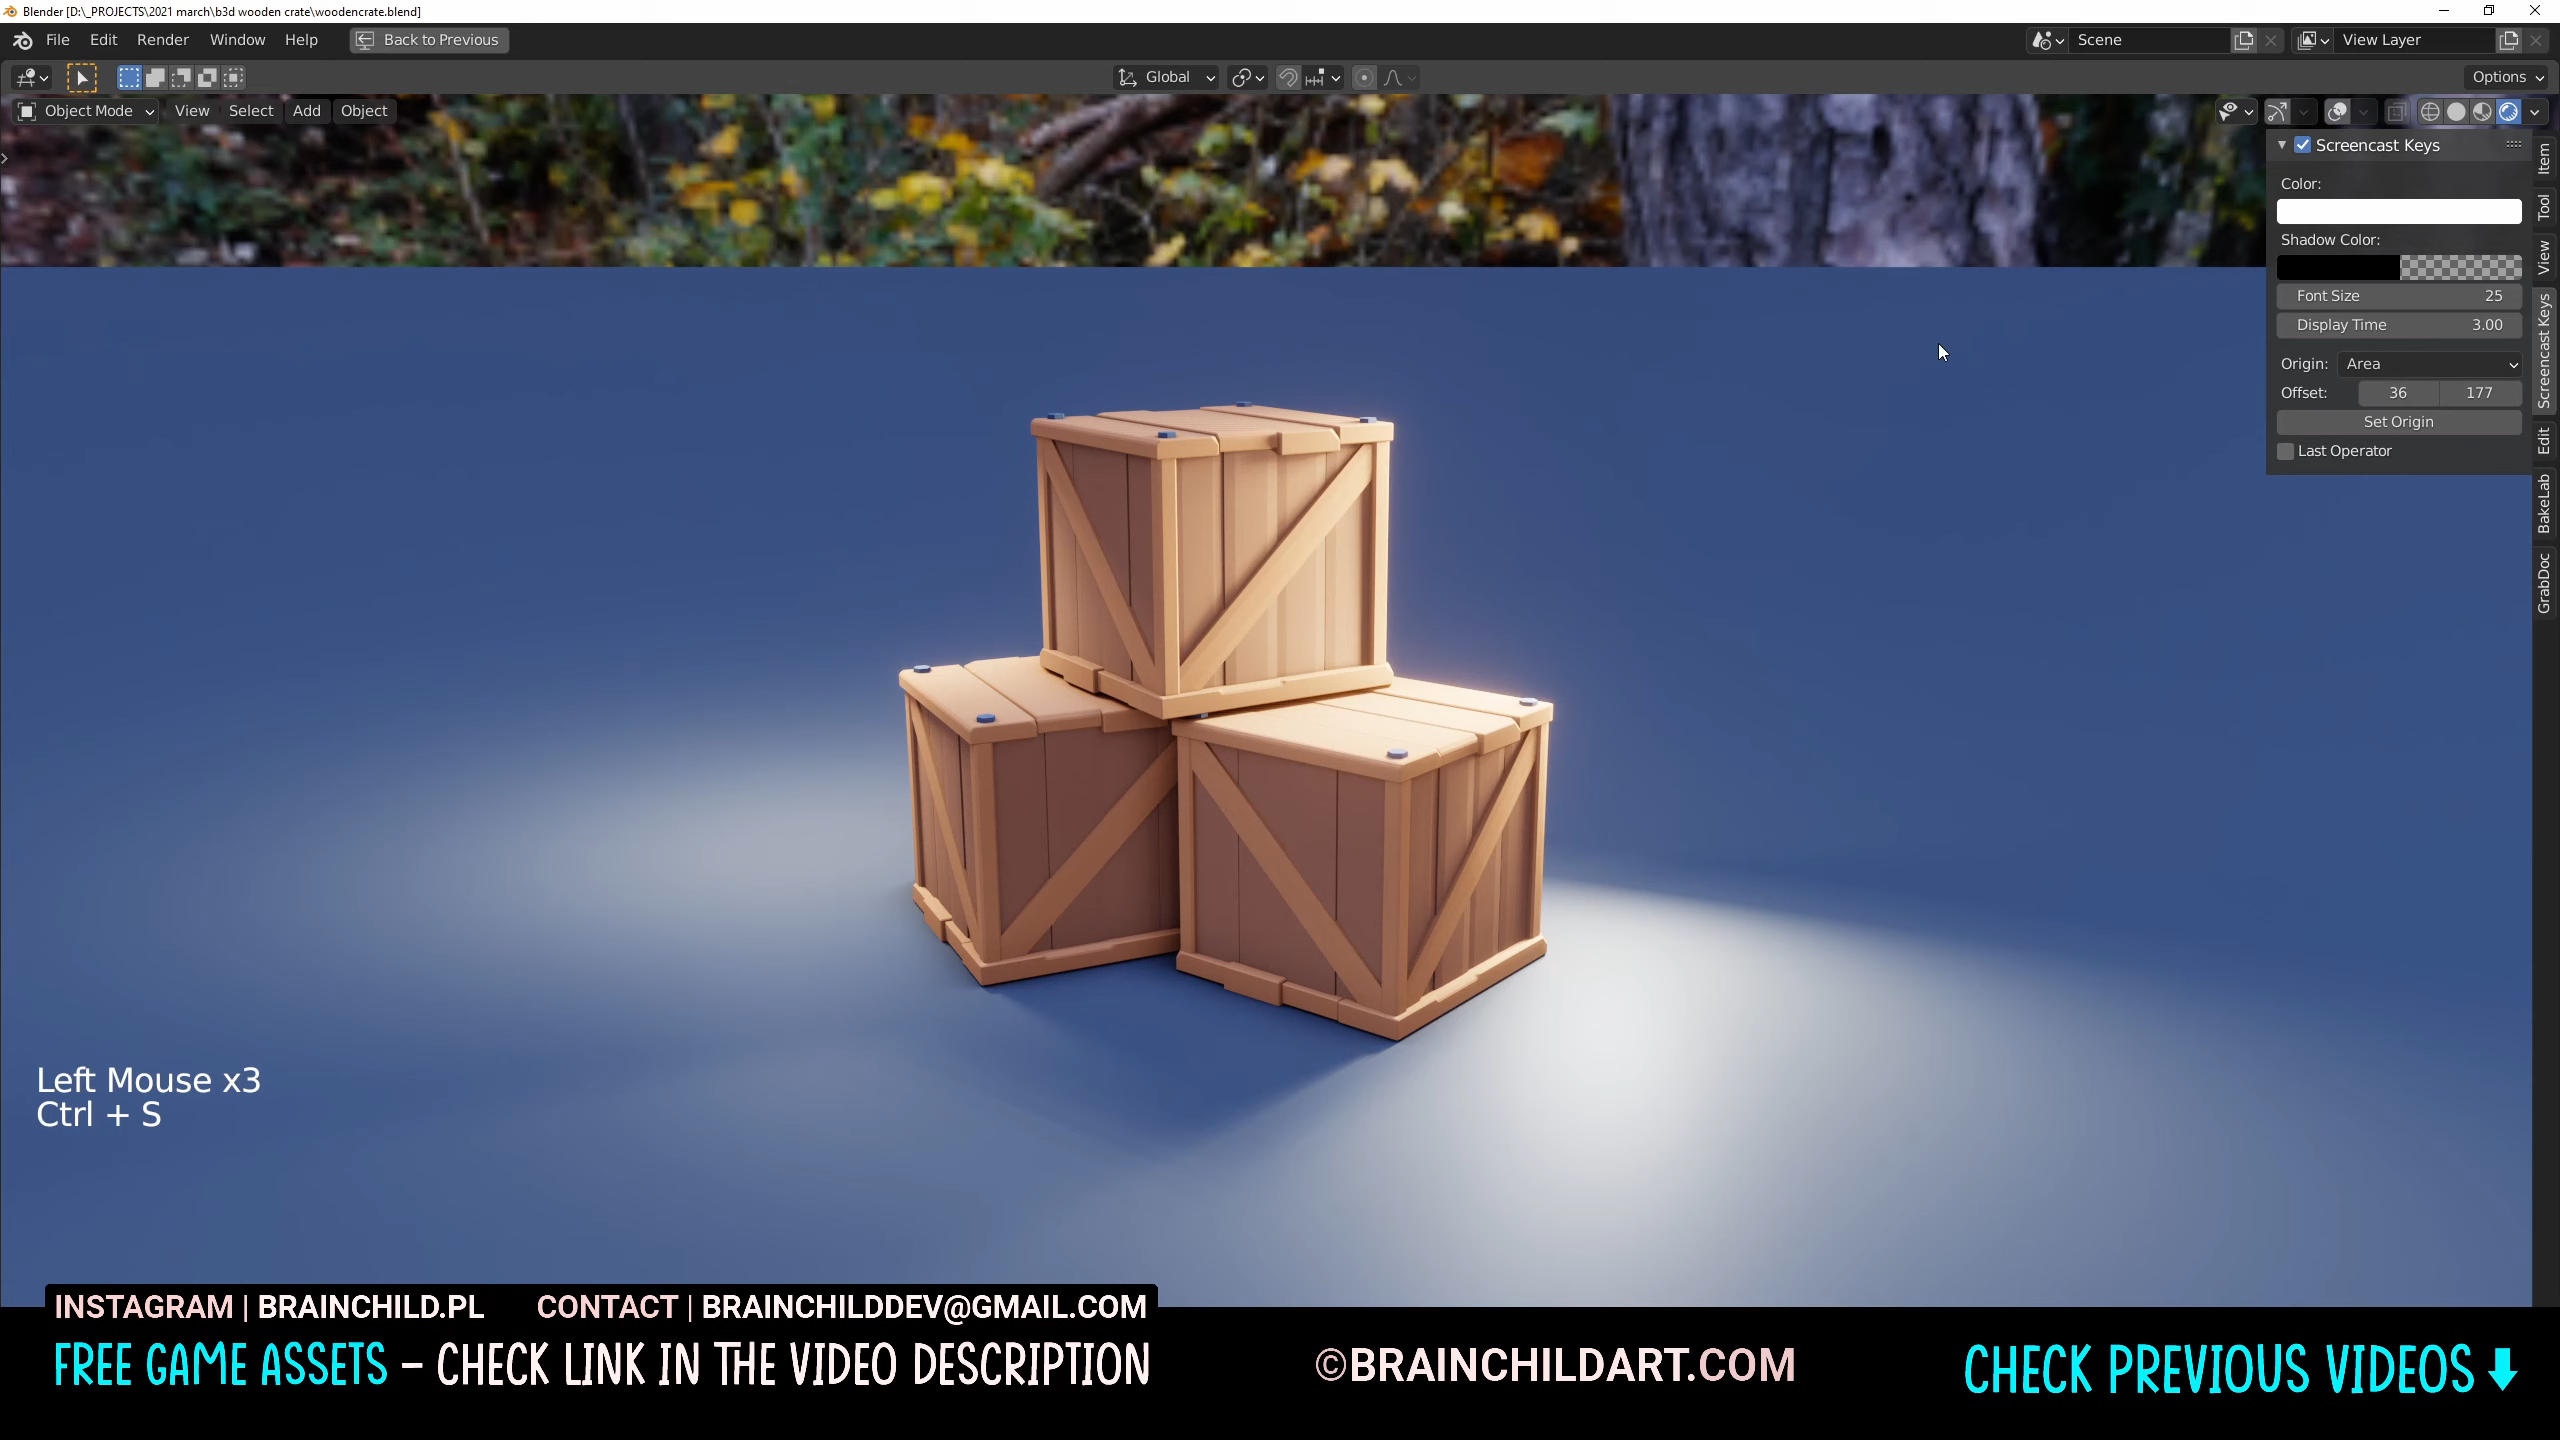 Blender [D:\_PROJECTS\2021 march\b3d wooden crate\woodencrate.blend]
File Edit Render Window Help Back to Previous Scene View Layer
Global Options
Object Mode View Select Add Object
Screencast Keys
Color:
Shadow Color:
Font Size 25
Display Time 3.00
Origin: Area
Offset: 36 177
Set Origin
Last Operator
Item
Tool
View
Screencast Keys
Edit
BakeLab
GrabDoc
Left Mouse x3
Ctrl + S
INSTAGRAM | BRAINCHILD.PL CONTACT | BRAINCHILDDEV@GMAIL.COM
FREE GAME ASSETS – CHECK LINK IN THE VIDEO DESCRIPTION
©BRAINCHILDART.COM
CHECK PREVIOUS VIDEOS